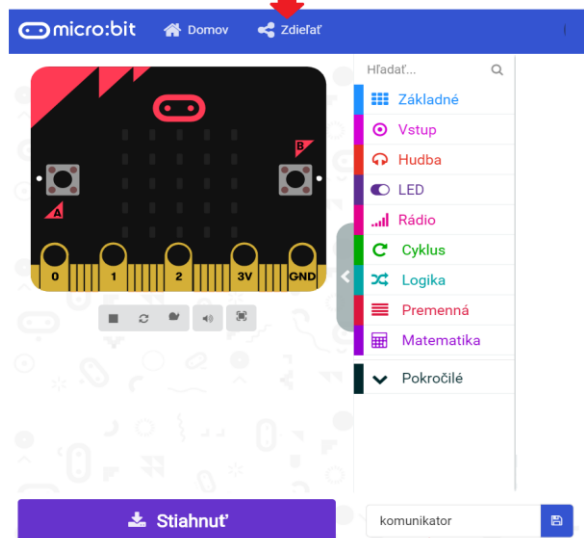 micro:bit Domov Zdieľať
Hľadať...
Základné
Vstup
Hudba
LED
Rádio
Cyklus
Logika
Premenná
Matematika
Pokročilé
B
A
0 1 2 3V GND
Stiahnuť
komunikator